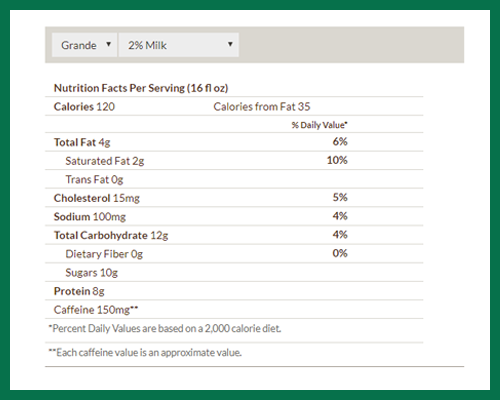 Grande 2% Milk
Nutrition Facts Per Serving (16 fl oz)
Calories 120 Calories from Fat 35
% Daily Value*
Total Fat 4g 6%
Saturated Fat 2g 10%
Trans Fat 0g
Cholesterol 15mg 5%
Sodium 100mg 4%
Total Carbohydrate 12g 4%
Dietary Fiber 0g 0%
Sugars 10g
Protein 8g
Caffeine 150mg**
*Percent Daily Values are based on a 2,000 calorie diet.
**Each caffeine value is an approximate value.